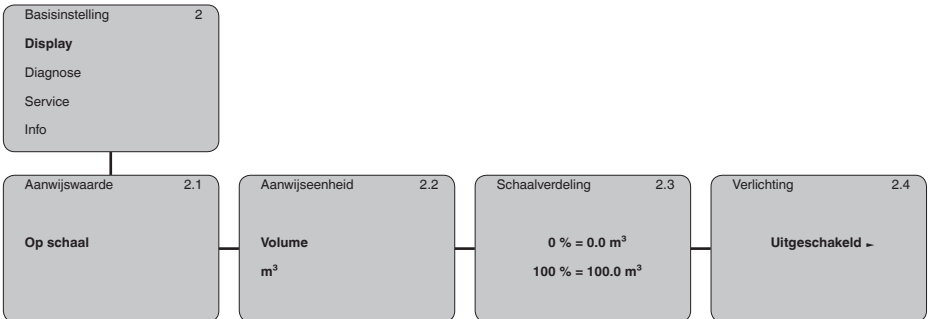 Basisinstelling 2
Display
Diagnose
Service
Info
Aanwijswaarde 2.1
Op schaal
Aanwijseenheid 2.2
Volume
m³
Schaalverdeling 2.3
0 % = 0.0 m³
100 % = 100.0 m³
Verlichting 2.4
Uitgeschakeld ►